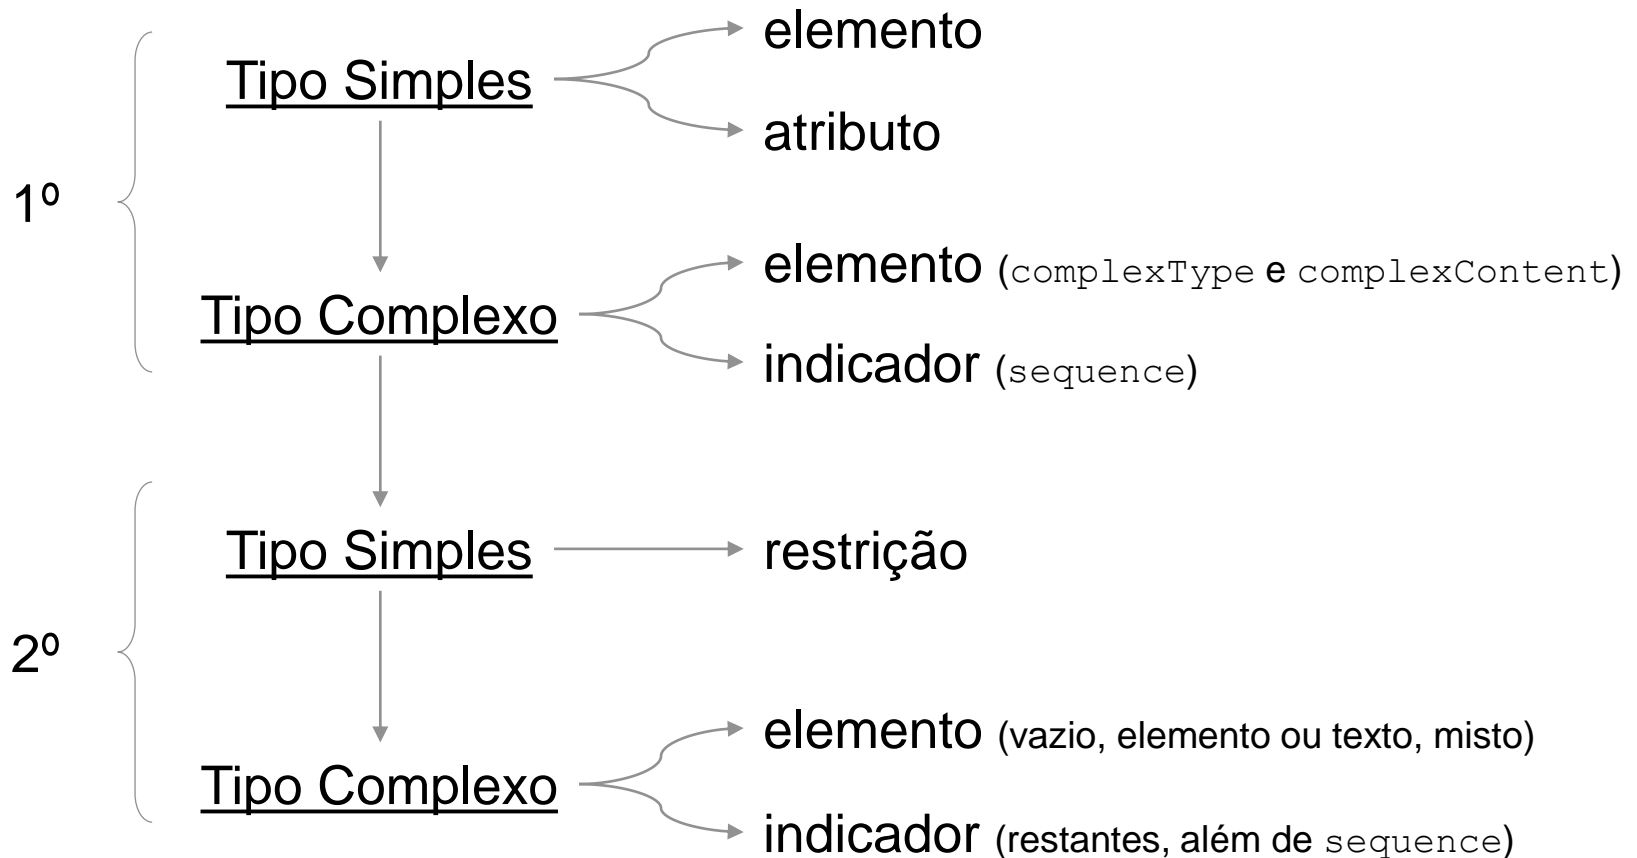 elemento
Tipo Simples
atributo
1º
elemento (complexType e complexContent)
Tipo Complexo
indicador (sequence)
Tipo Simples
restrição
2º
elemento (vazio, elemento ou texto, misto)
Tipo Complexo
indicador (restantes, além de sequence)